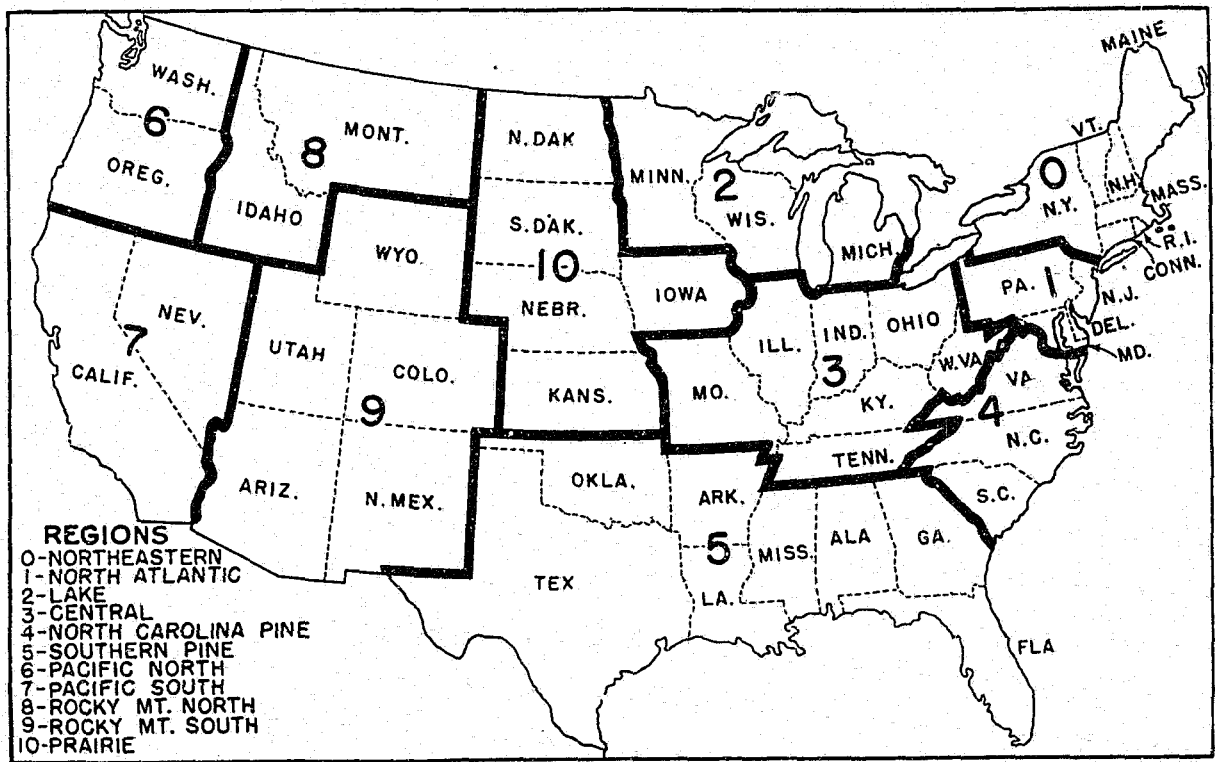 MAINE
WASH.
6
OREG.
MONT.
8
IDAHO
N.DAK
S.DAK.
10
NEBR.
KANS.
MINN.
2
WIS.
MICH.
IOWA
VT.
0
N.H.
N.Y.
MASS.
R.I.
CONN.
PA.
1
N.J.
DEL.
MD.
WYO.
NEV.
7
CALIF.
UTAH
COLO.
9
ARIZ.
N.MEX.
ILL.
IND.
OHIO
3
W.VA
MO.
KY.
TENN.
VA
4
N.C.
S.C.
OKLA.
ARK.
5
TEX
LA.
MISS.
ALA
GA.
FLA
REGIONS
0-NORTHEASTERN
1-NORTH ATLANTIC
2-LAKE
3-CENTRAL
4-NORTH CAROLINA PINE
5-SOUTHERN PINE
6-PACIFIC NORTH
7-PACIFIC SOUTH
8-ROCKY MT. NORTH
9-ROCKY MT. SOUTH
10-PRAIRIE